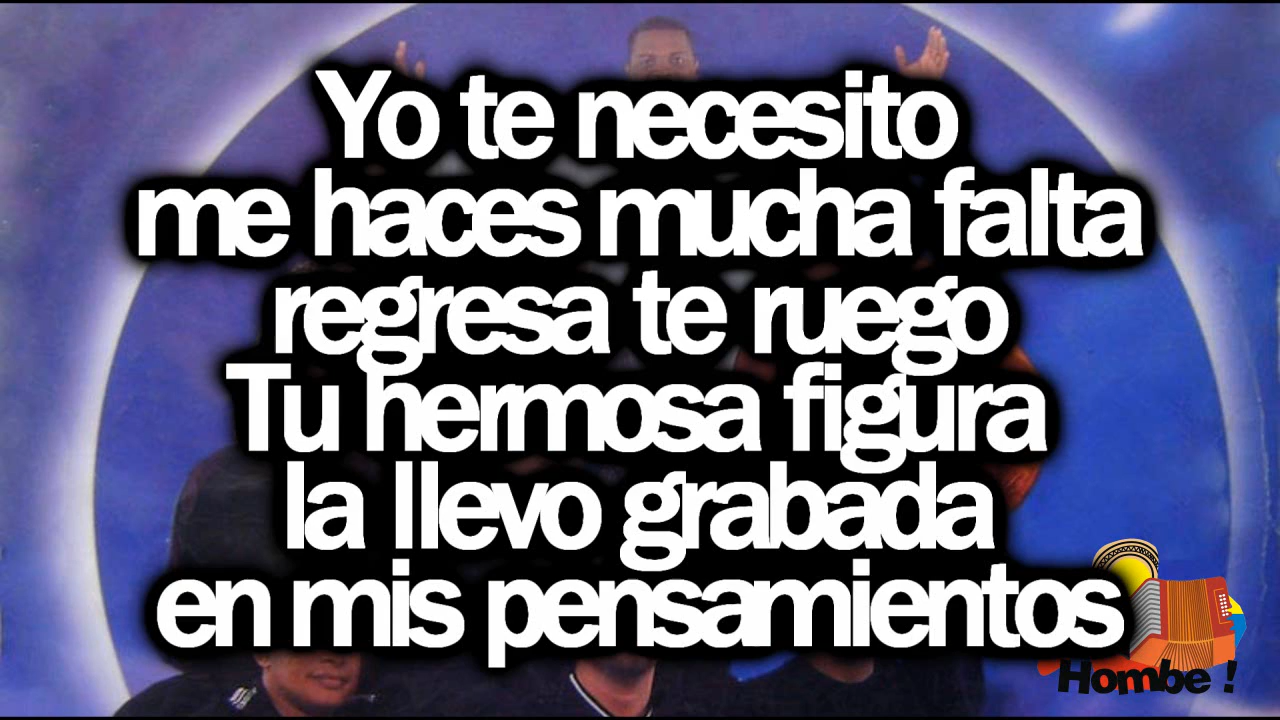 Yo te necesito
me haces mucha falta
regresa te ruego
Tu hermosa figura
la llevo grabada
en mis pensamientos
Hombe !